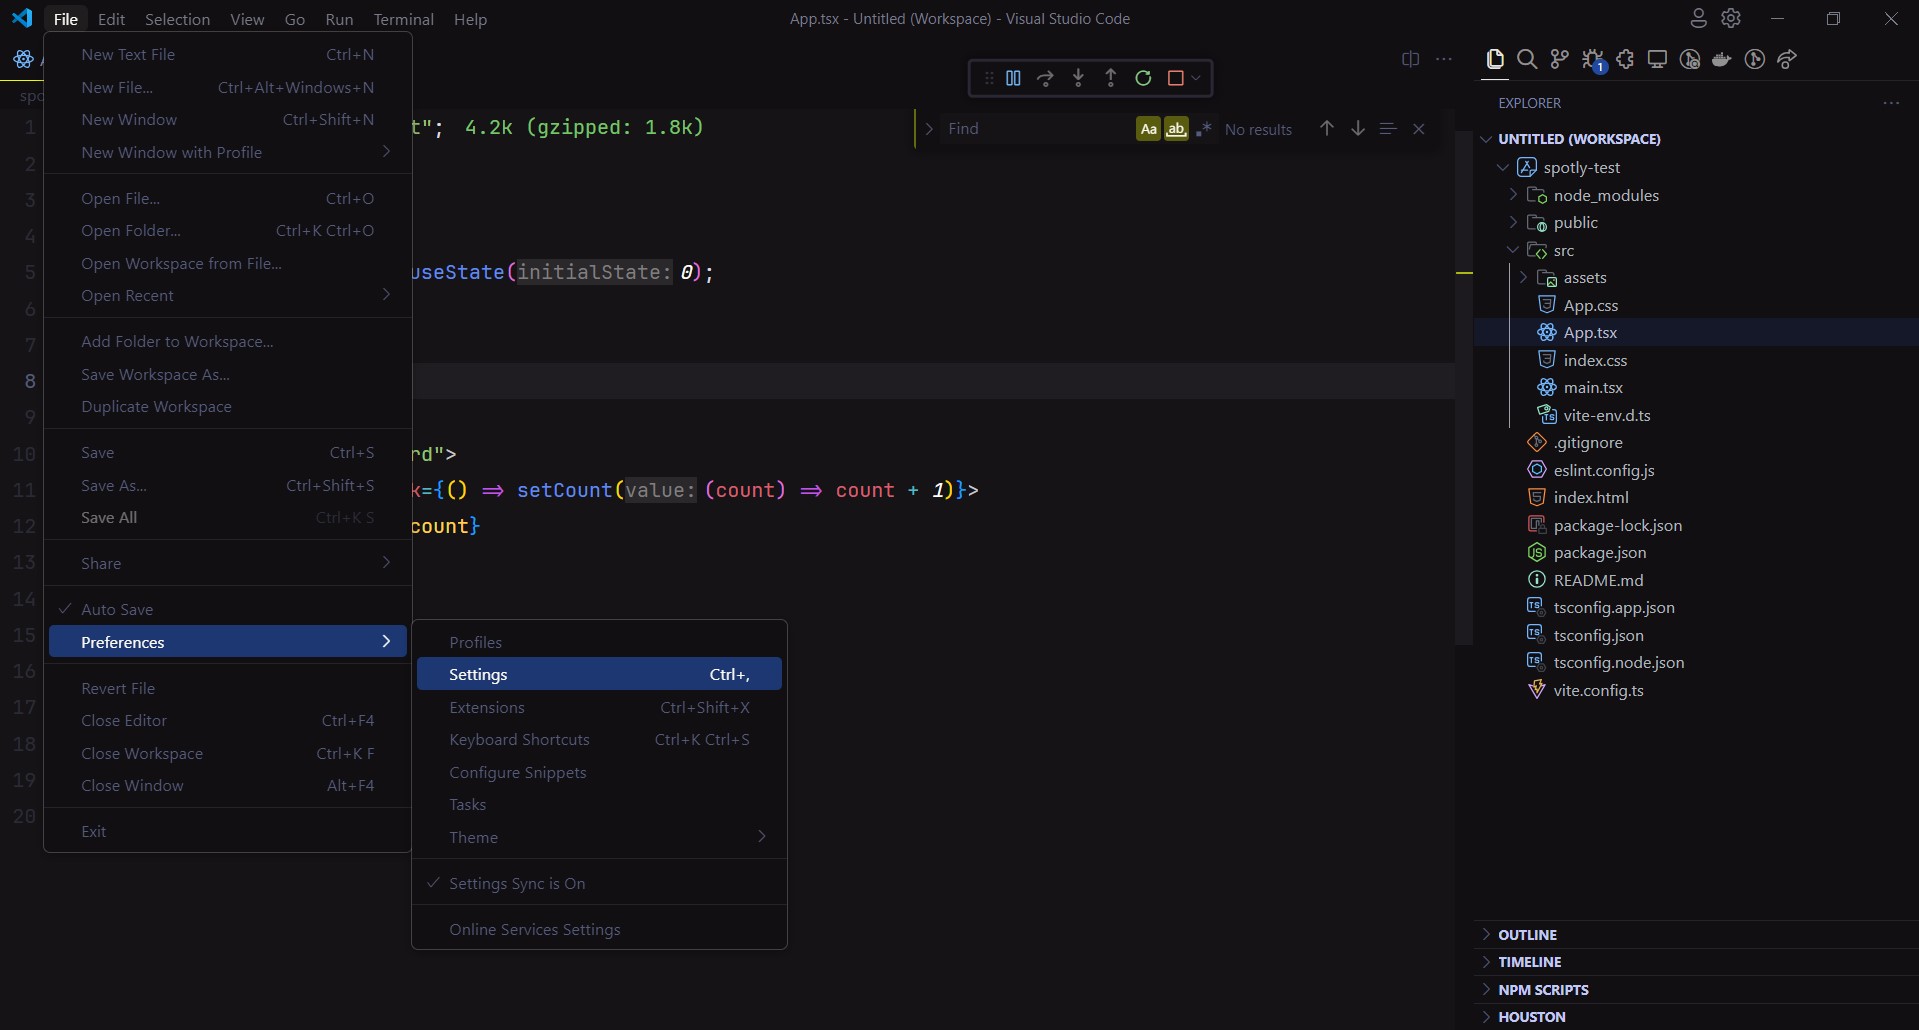 File Edit Selection View Go Run Terminal Help
App.tsx - Untitled (Workspace) - Visual Studio Code
New Text File Ctrl+N
New File... Ctrl+Alt+Windows+N
New Window Ctrl+Shift+N
New Window with Profile
Open File... Ctrl+O
Open Folder... Ctrl+K Ctrl+O
Open Workspace from File...
Open Recent
Add Folder to Workspace...
Save Workspace As...
Duplicate Workspace
Save Ctrl+S
Save As... Ctrl+Shift+S
Save All Ctrl+K S
Share
Auto Save
Preferences
Revert File
Close Editor Ctrl+F4
Close Workspace Ctrl+K F
Close Window Alt+F4
Exit
Profiles
Settings Ctrl+,
Extensions Ctrl+Shift+X
Keyboard Shortcuts Ctrl+K Ctrl+S
Configure Snippets
Tasks
Theme
Settings Sync is On
Online Services Settings
spo
1 t"; 4.2k (gzipped: 1.8k)
2
3
4
5 useState(initialState: 0);
6
7
8
9
10 rd">
11 k={() => setCount(value: (count) => count + 1)}>
12 count}
13
14
15
16
17
18
19
20
Find Aa ab .* No results
1
EXPLORER
UNTITLED (WORKSPACE)
spotly-test
node_modules
public
src
assets
App.css
App.tsx
index.css
main.tsx
vite-env.d.ts
.gitignore
eslint.config.js
index.html
package-lock.json
package.json
README.md
tsconfig.app.json
tsconfig.json
tsconfig.node.json
vite.config.ts
OUTLINE
TIMELINE
NPM SCRIPTS
HOUSTON